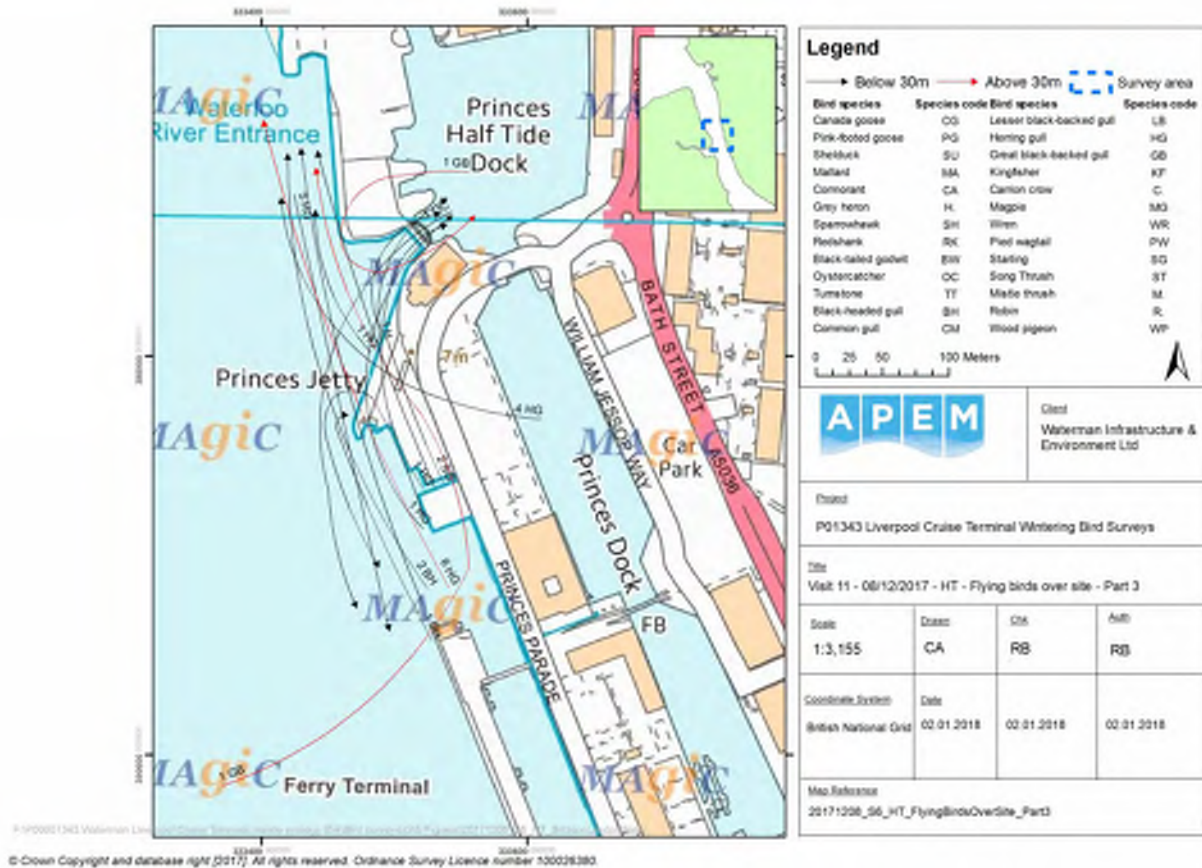 Waterloo
River Entrance
Princes
Half Tide
Dock
1 GB
MAGiC
Princes Jetty
7m
4 HG
BATH STREET
A5036
WILLIAM JESSOP WAY
Car
Park
Princes Dock
1 HG
2 BH
6 HG
PRINCES PARADE
FB
1 GB
Ferry Terminal
Legend
Below 30m Above 30m Survey area
Bird species Species code Bird species Species code
Canada goose CG Lesser black-backed gull LB
Pink-footed goose PG Herring gull HG
Shelduck SU Great black-backed gull GB
Mallard MA Kingfisher KF
Cormorant CA Carrion crow C.
Grey heron H. Magpie MG
Sparrowhawk SH Wren WR
Redshank RK Pied wagtail PW
Black-tailed godwit BW Starling SG
Oystercatcher OC Song Thrush ST
Turnstone TT Mistle thrush M.
Black-headed gull BH Robin R.
Common gull CM Wood pigeon WP
0 25 50 100 Meters
APEM
Client
Waterman Infrastructure &
Environment Ltd
Project
P01343 Liverpool Cruise Terminal Wintering Bird Surveys
Title
Visit 11 - 08/12/2017 - HT - Flying birds over site - Part 3
Scale Drawn Chk Auth
1:3,155 CA RB RB
Coordinate System Date
British National Grid 02.01.2018 02.01.2018 02.01.2018
Map Reference
20171208_S6_HT_FlyingBirdsOverSite_Part3
© Crown Copyright and database right [2017]. All rights reserved. Ordnance Survey Licence number 100026380.